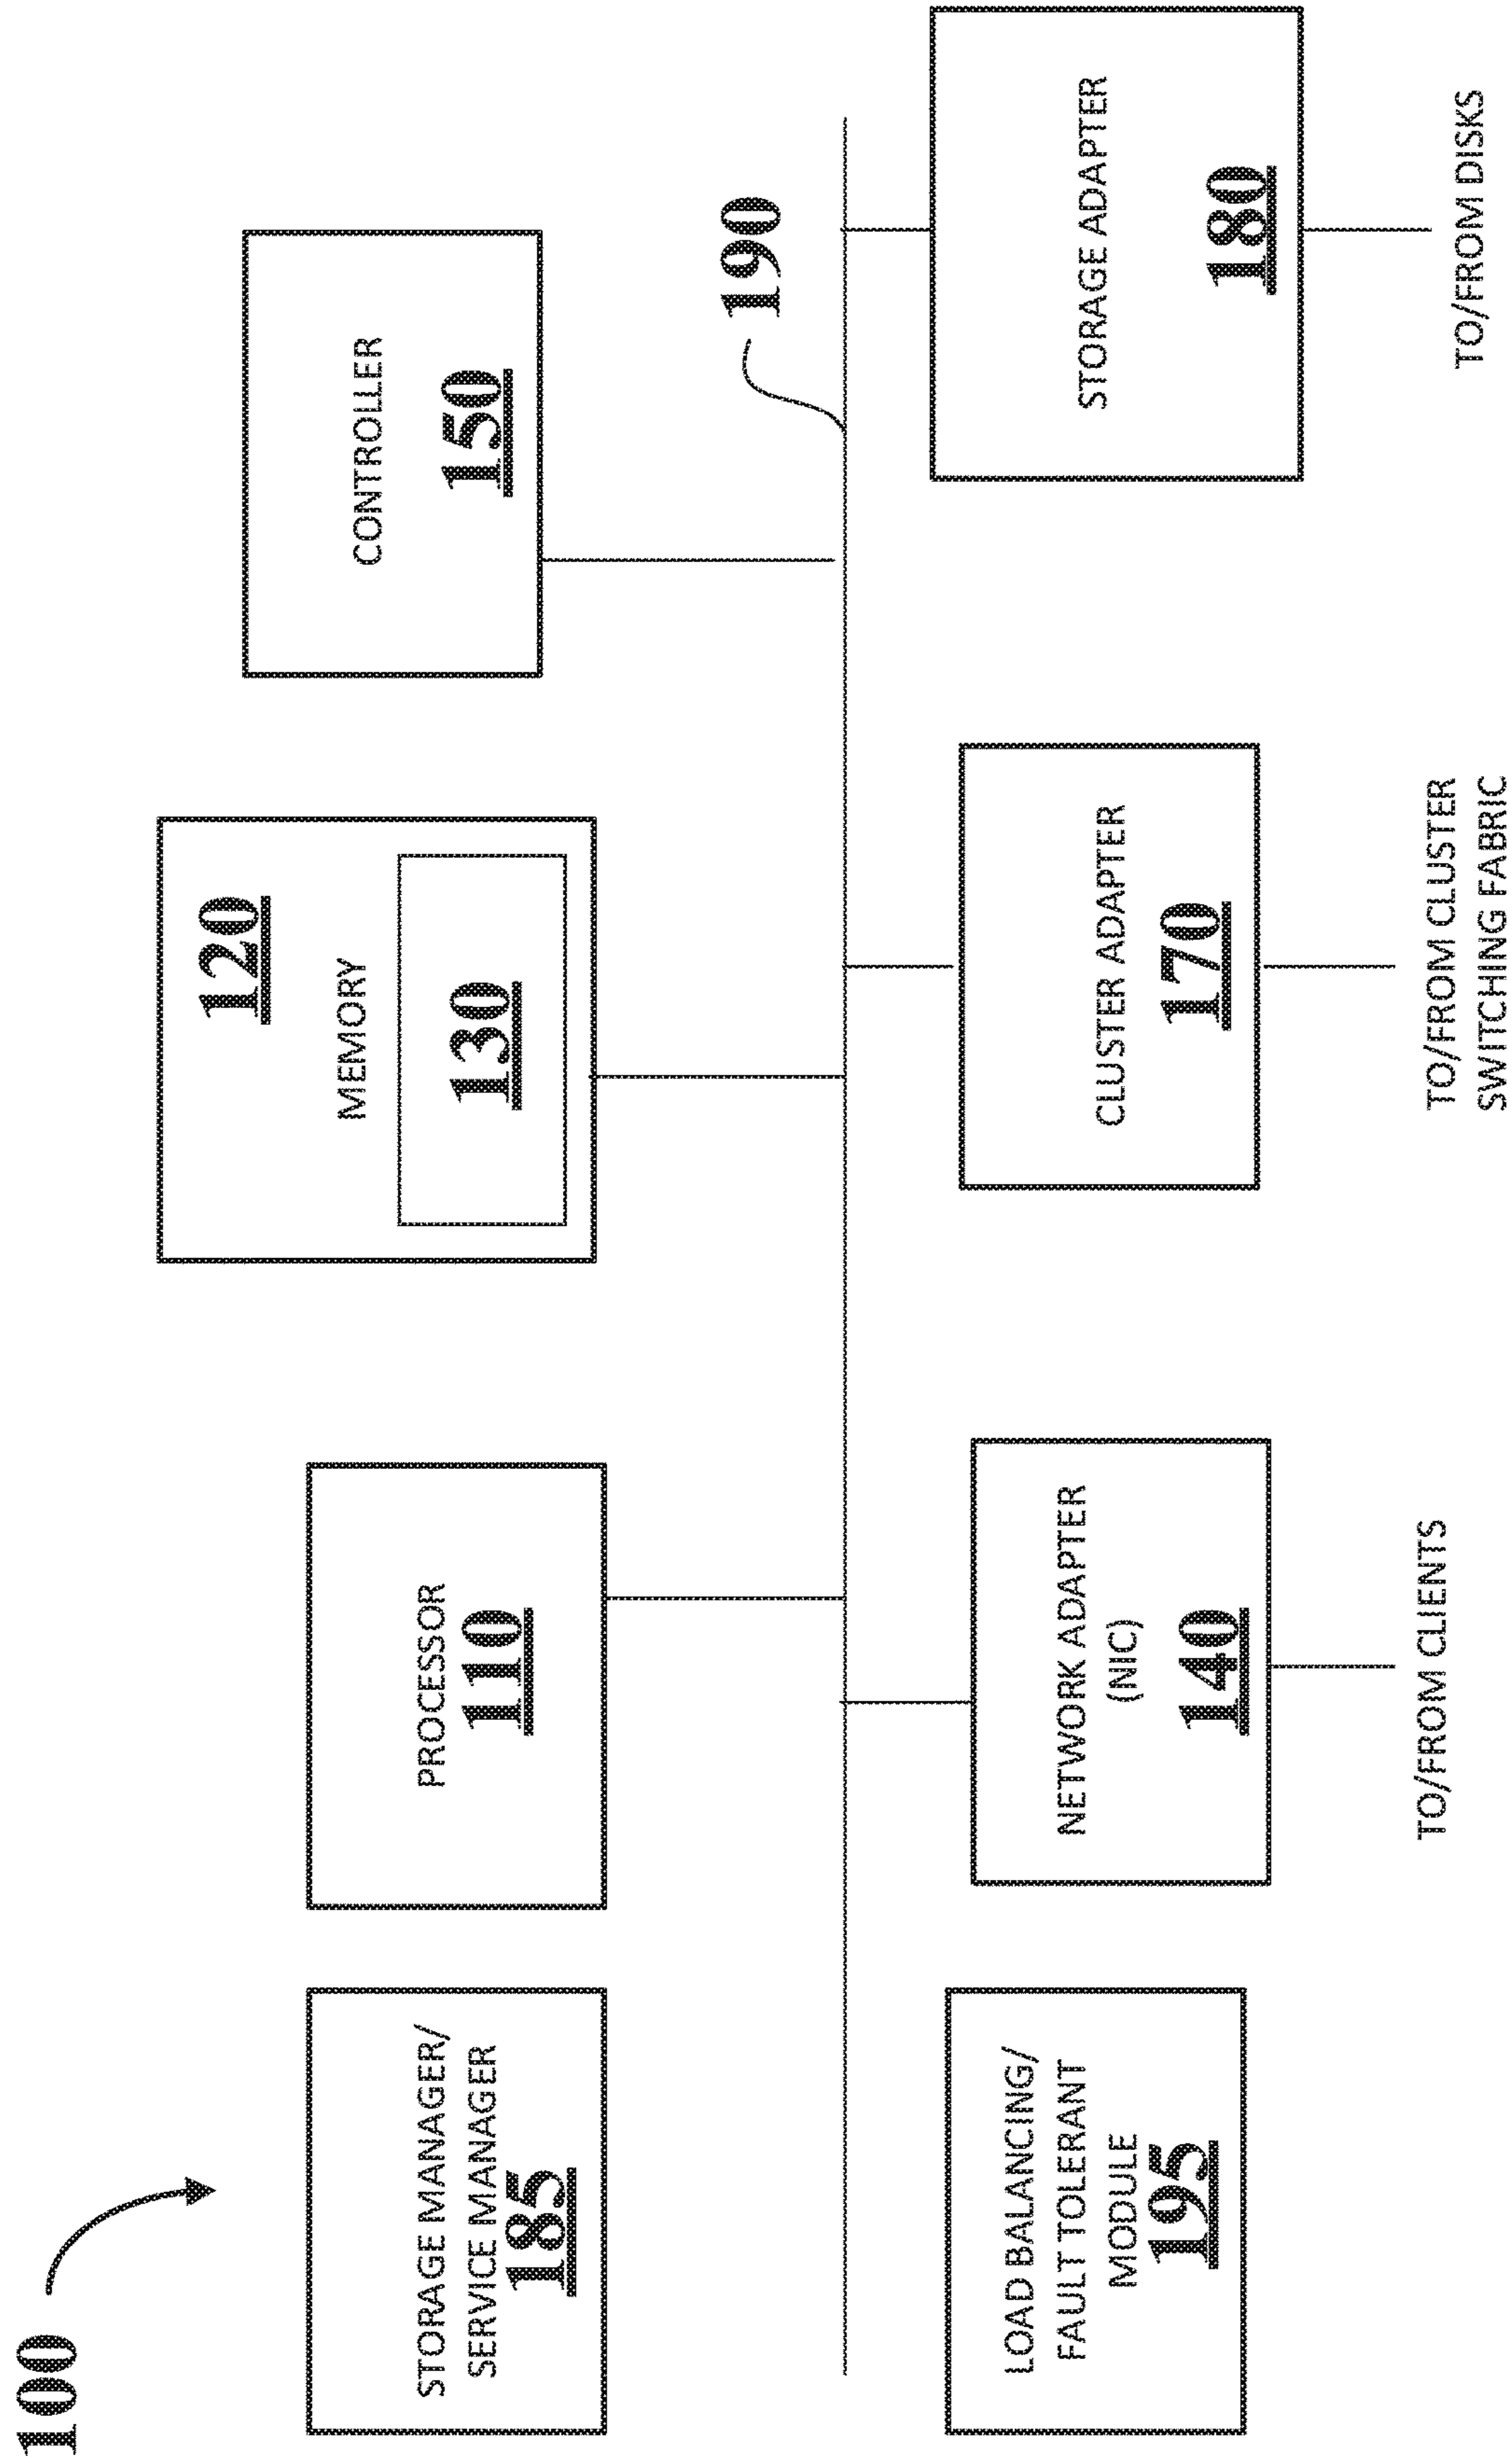 100
STORAGE MANAGER/
SERVICE MANAGER
185
PROCESSOR
110
120
MEMORY
130
CONTROLLER
150
190
LOAD BALANCING/
FAULT TOLERANT
MODULE
195
NETWORK ADAPTER
(NIC)
140
CLUSTER ADAPTER
170
STORAGE ADAPTER
180
TO/FROM CLIENTS
TO/FROM CLUSTER
SWITCHING FABRIC
TO/FROM DISKS